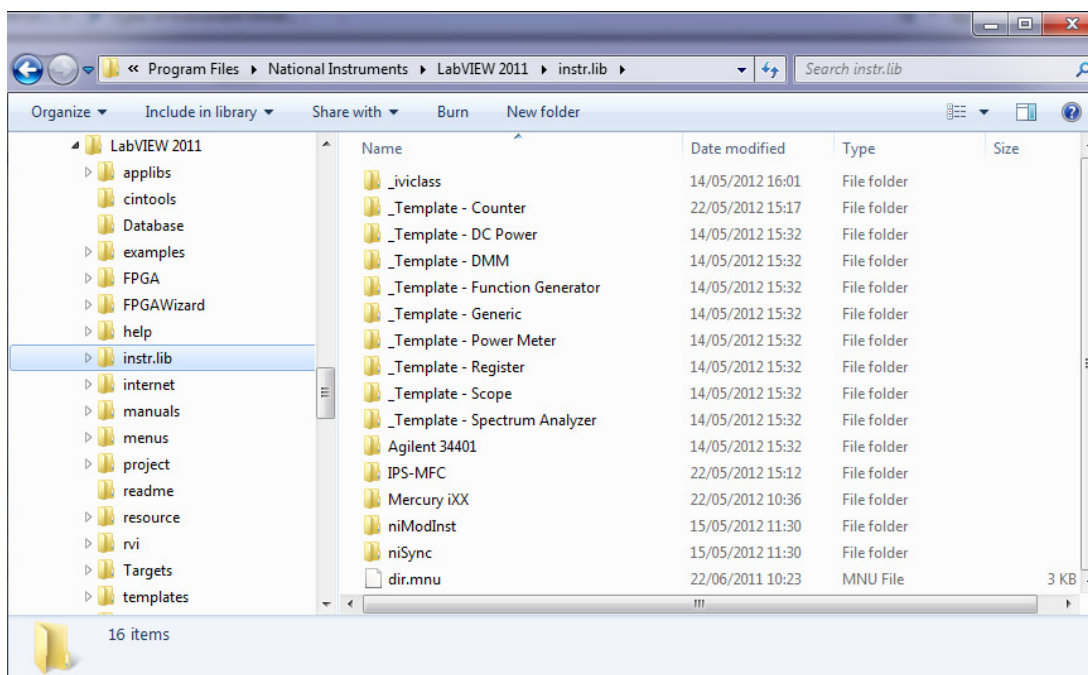 « Program Files ▸ National Instruments ▸ LabVIEW 2011 ▸ instr.lib ▸ Search instr.lib
Organize Include in library Share with Burn New folder
LabVIEW 2011
applibs
cintools
Database
examples
FPGA
FPGAWizard
help
instr.lib
internet
manuals
menus
project
readme
resource
rvi
Targets
templates
Name Date modified Type Size
_iviclass 14/05/2012 16:01 File folder
_Template - Counter 22/05/2012 15:17 File folder
_Template - DC Power 14/05/2012 15:32 File folder
_Template - DMM 14/05/2012 15:32 File folder
_Template - Function Generator 14/05/2012 15:32 File folder
_Template - Generic 14/05/2012 15:32 File folder
_Template - Power Meter 14/05/2012 15:32 File folder
_Template - Register 14/05/2012 15:32 File folder
_Template - Scope 14/05/2012 15:32 File folder
_Template - Spectrum Analyzer 14/05/2012 15:32 File folder
Agilent 34401 14/05/2012 15:32 File folder
IPS-MFC 22/05/2012 15:12 File folder
Mercury iXX 22/05/2012 10:36 File folder
niModInst 15/05/2012 11:30 File folder
niSync 15/05/2012 11:30 File folder
dir.mnu 22/06/2011 10:23 MNU File 3 KB
16 items